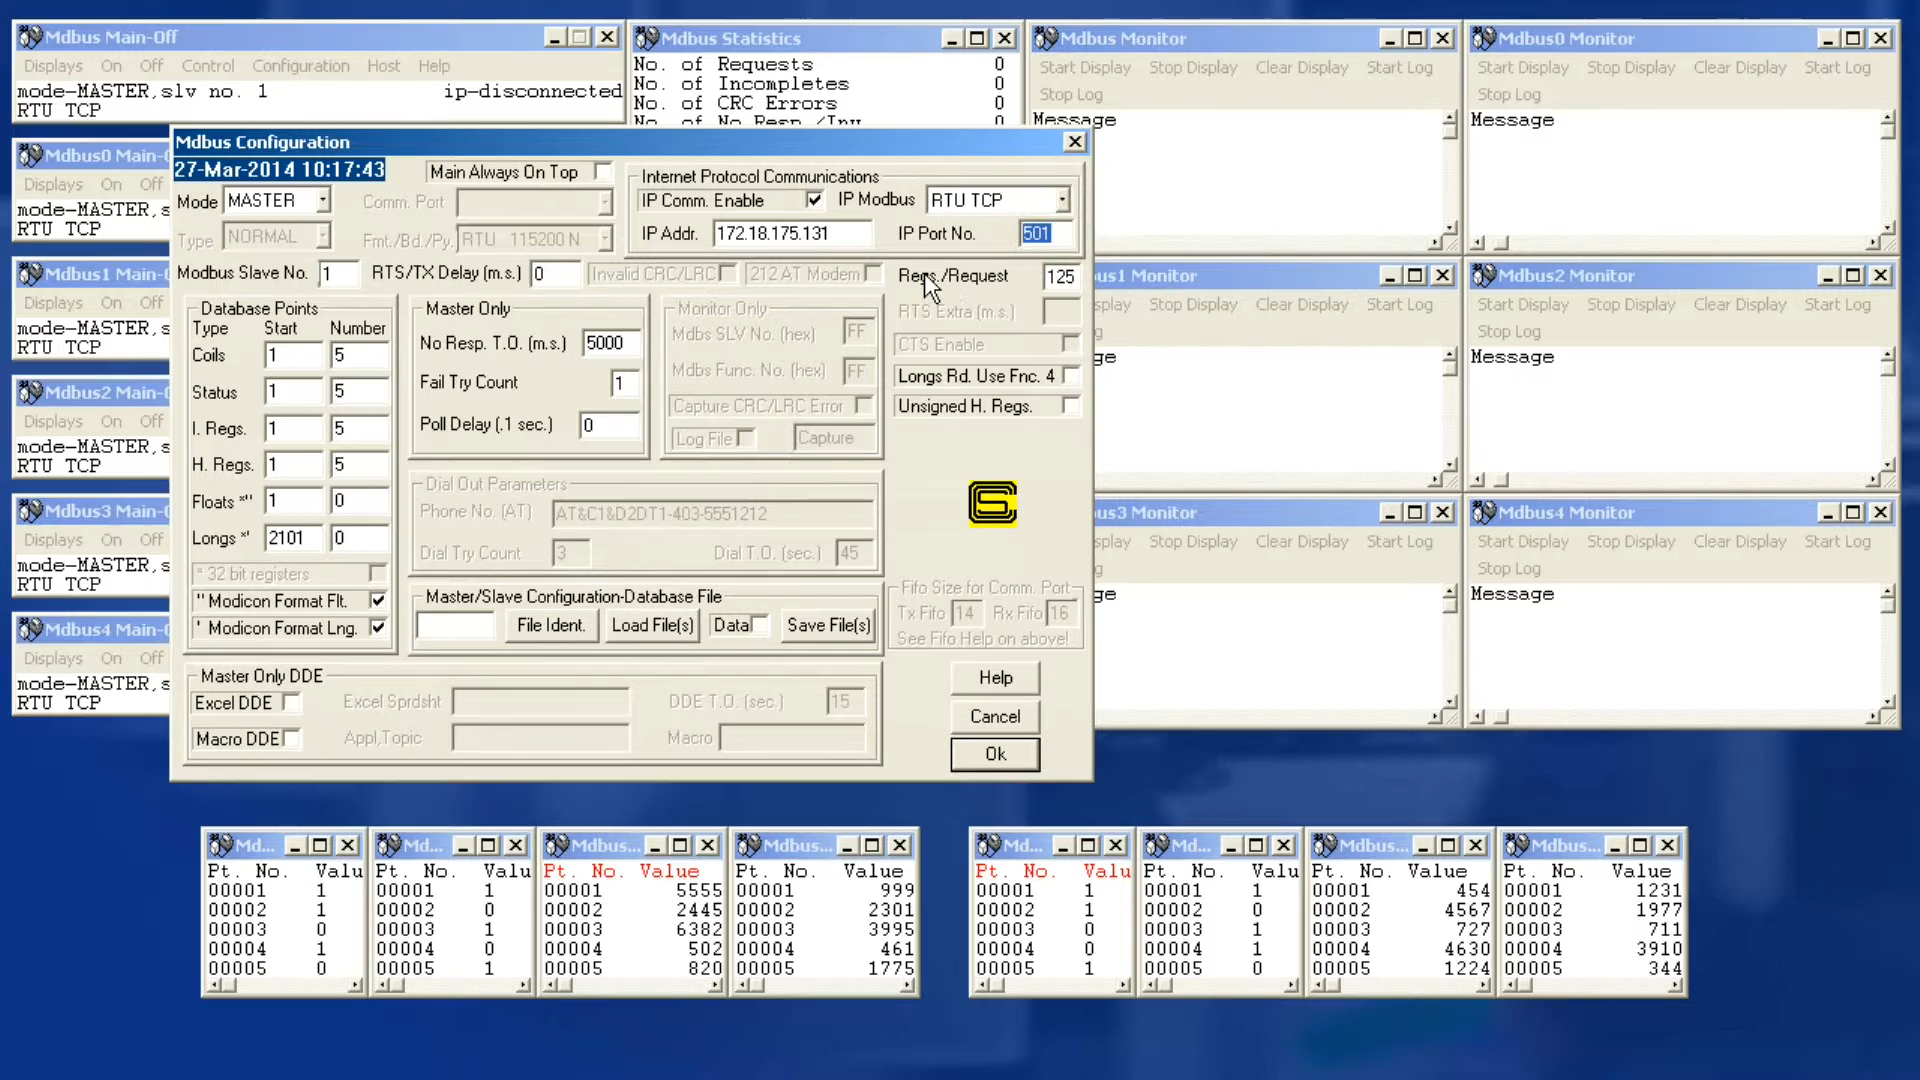 Mdbus Main-Off
Displays On Off Control Configuration Host Help
mode-MASTER,slv no. 1 ip-disconnected
RTU TCP
Mdbus Statistics
No. of Requests 0
No. of Incompletes 0
No. of CRC Errors 0
No. of No Resp./Inv 0
Mdbus Monitor
Start Display Stop Display Clear Display Start Log
Stop Log
Message
Mdbus0 Monitor
Start Display Stop Display Clear Display Start Log
Stop Log
Message
Mdbus0 Main-
Displays On Off
mode-MASTER,s
RTU TCP
Mdbus1 Main-
Displays On Off
mode-MASTER,s
RTU TCP
Mdbus2 Main-
Displays On Off
mode-MASTER,s
RTU TCP
Mdbus3 Main-
Displays On Off
mode-MASTER,s
RTU TCP
Mdbus4 Main-
Displays On Off
mode-MASTER,s
RTU TCP
Mdbus Configuration
27-Mar-2014 10:17:43
Main Always On Top
Mode MASTER
Comm. Port
Type NORMAL
Fmt./Bd./Py. RTU 115200 N
Internet Protocol Communications
IP Comm. Enable IP Modbus RTU TCP
IP Addr. 172.18.175.131 IP Port No. 501
Modbus Slave No. 1 RTS/TX Delay (m.s.) 0 Invalid CRC/LRC 212 AT Modem
Regs./Request 125
RTS Extra (m.s.)
CTS Enable
Longs Rd. Use Fnc. 4
Unsigned H. Regs.
Database Points
Type Start Number
Coils 1 5
Status 1 5
I. Regs. 1 5
H. Regs. 1 5
Floats *" 1 0
Longs *' 2101 0
* 32 bit registers
" Modicon Format Flt.
' Modicon Format Lng.
Master Only
No Resp. T.O. (m.s.) 5000
Fail Try Count 1
Poll Delay (.1 sec.) 0
Monitor Only
Mdbs SLV No. (hex) FF
Mdbs Func. No. (hex) FF
Capture CRC/LRC Error
Log File Capture
Dial Out Parameters
Phone No. (AT) AT&C1&D2DT1-403-5551212
Dial Try Count 3 Dial T.O. (sec.) 45
Master/Slave Configuration-Database File
File Ident. Load File(s) Data Save File(s)
Fifo Size for Comm. Port
Tx Fifo 14 Rx Fifo 16
See Fifo Help on above!
Master Only DDE
Excel DDE Excel Sprdsht DDE T.O. (sec.) 15
Macro DDE Appl,Topic Macro
Help
Cancel
Ok
us1 Monitor
splay Stop Display Clear Display Start Log
g
ge
Mdbus2 Monitor
Start Display Stop Display Clear Display Start Log
Stop Log
Message
us3 Monitor
splay Stop Display Clear Display Start Log
g
ge
Mdbus4 Monitor
Start Display Stop Display Clear Display Start Log
Stop Log
Message
Md...
Pt. No. Valu
00001 1
00002 1
00003 0
00004 1
00005 0
Md...
Pt. No. Valu
00001 1
00002 0
00003 1
00004 0
00005 1
Mdbus...
Pt. No. Value
00001 5555
00002 2445
00003 6382
00004 502
00005 820
Mdbus...
Pt. No. Value
00001 999
00002 2301
00003 3995
00004 461
00005 1775
Md...
Pt. No. Valu
00001 1
00002 1
00003 0
00004 0
00005 1
Md...
Pt. No. Valu
00001 1
00002 0
00003 1
00004 1
00005 0
Mdbus...
Pt. No. Value
00001 454
00002 4567
00003 727
00004 4630
00005 1224
Mdbus...
Pt. No. Value
00001 1231
00002 1977
00003 711
00004 3910
00005 344